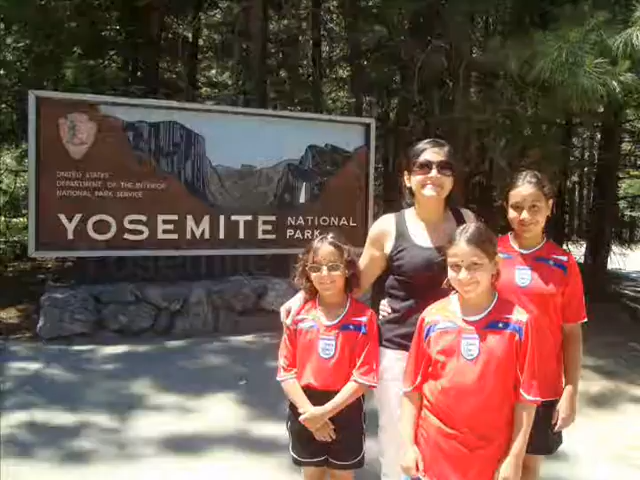 UNITED STATES
DEPARTMENT OF THE INTERIOR
NATIONAL PARK SERVICE
YOSEMITE NATIONAL PARK